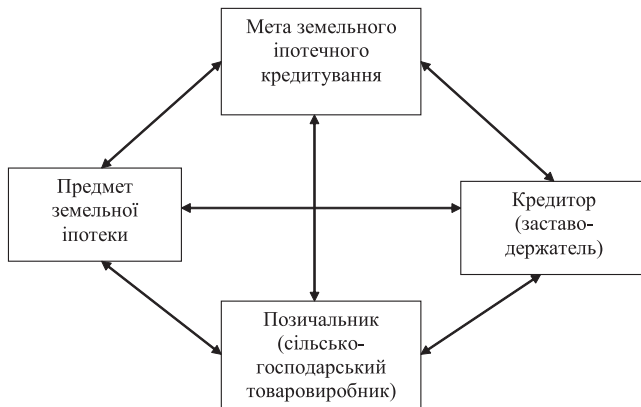 Мета земельного
іпотечного
кредитування
Предмет
земельної
іпотеки
Кредитор
(заставо-
держатель)
Позичальник
(сільсько-
господарський
товаровиробник)